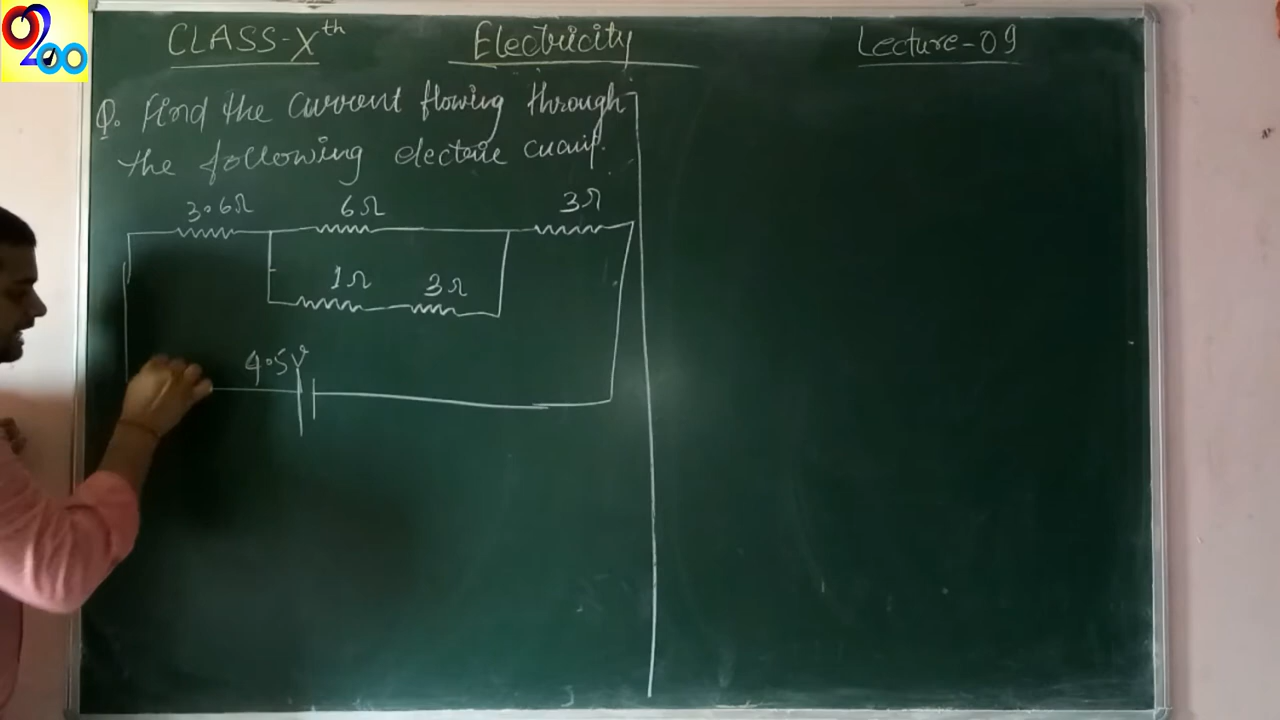 0200
CLASS-Xth
Electricity
Lecture-09
Q. Find the current flowing through
the following electric
3.6Ω 6Ω 3Ω
1Ω 3Ω
4.5V